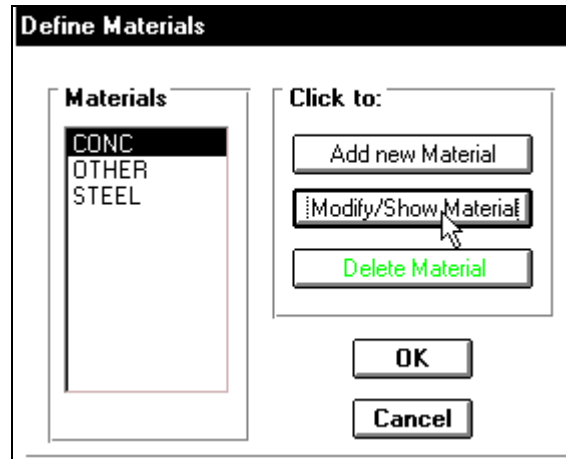 Define Materials
Materials
CONC
OTHER
STEEL
Click to:
Add new Material
Modify/Show Material
Delete Material
OK
Cancel